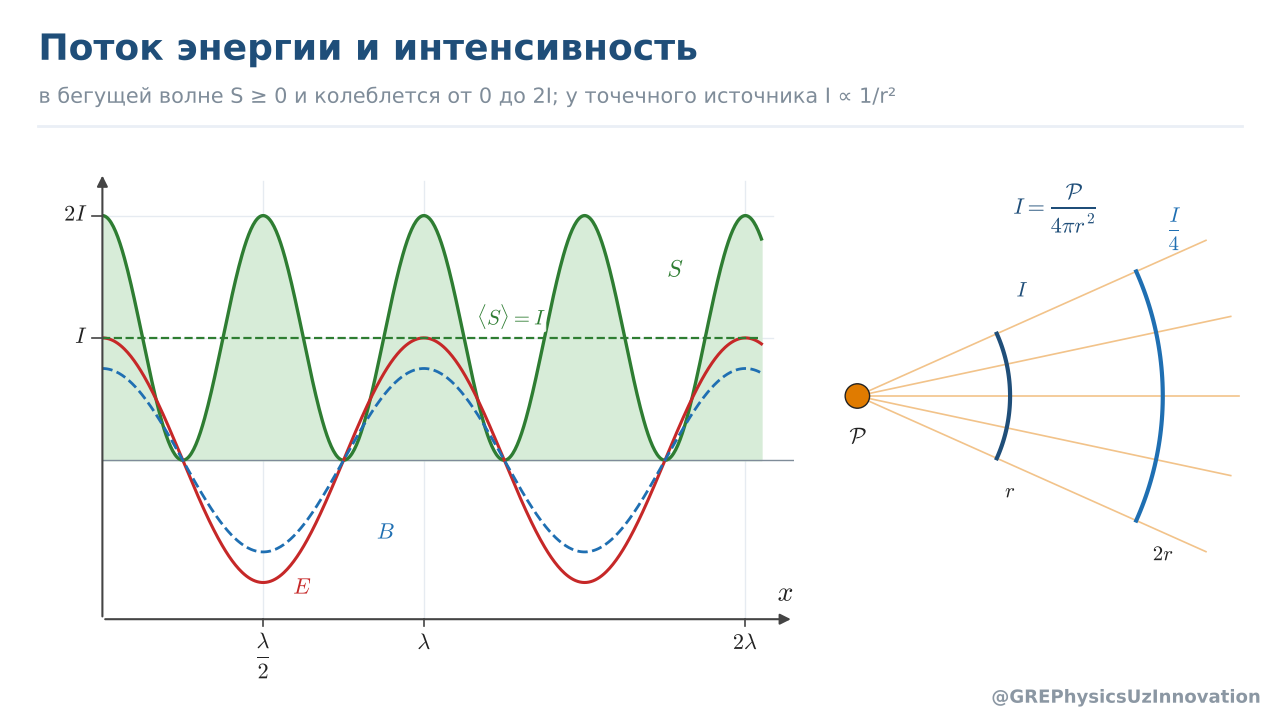 Поток энергии и интенсивность
в бегущей волне S ≥ 0 и колеблется от 0 до 2I; у точечного источника I ∝ 1/r²
2I
I
S
⟨S⟩ = I
B
E
x
λ/2
λ
2λ
I = 𝒫/4πr²
I/4
I
𝒫
r
2r
@GREPhysicsUzInnovation